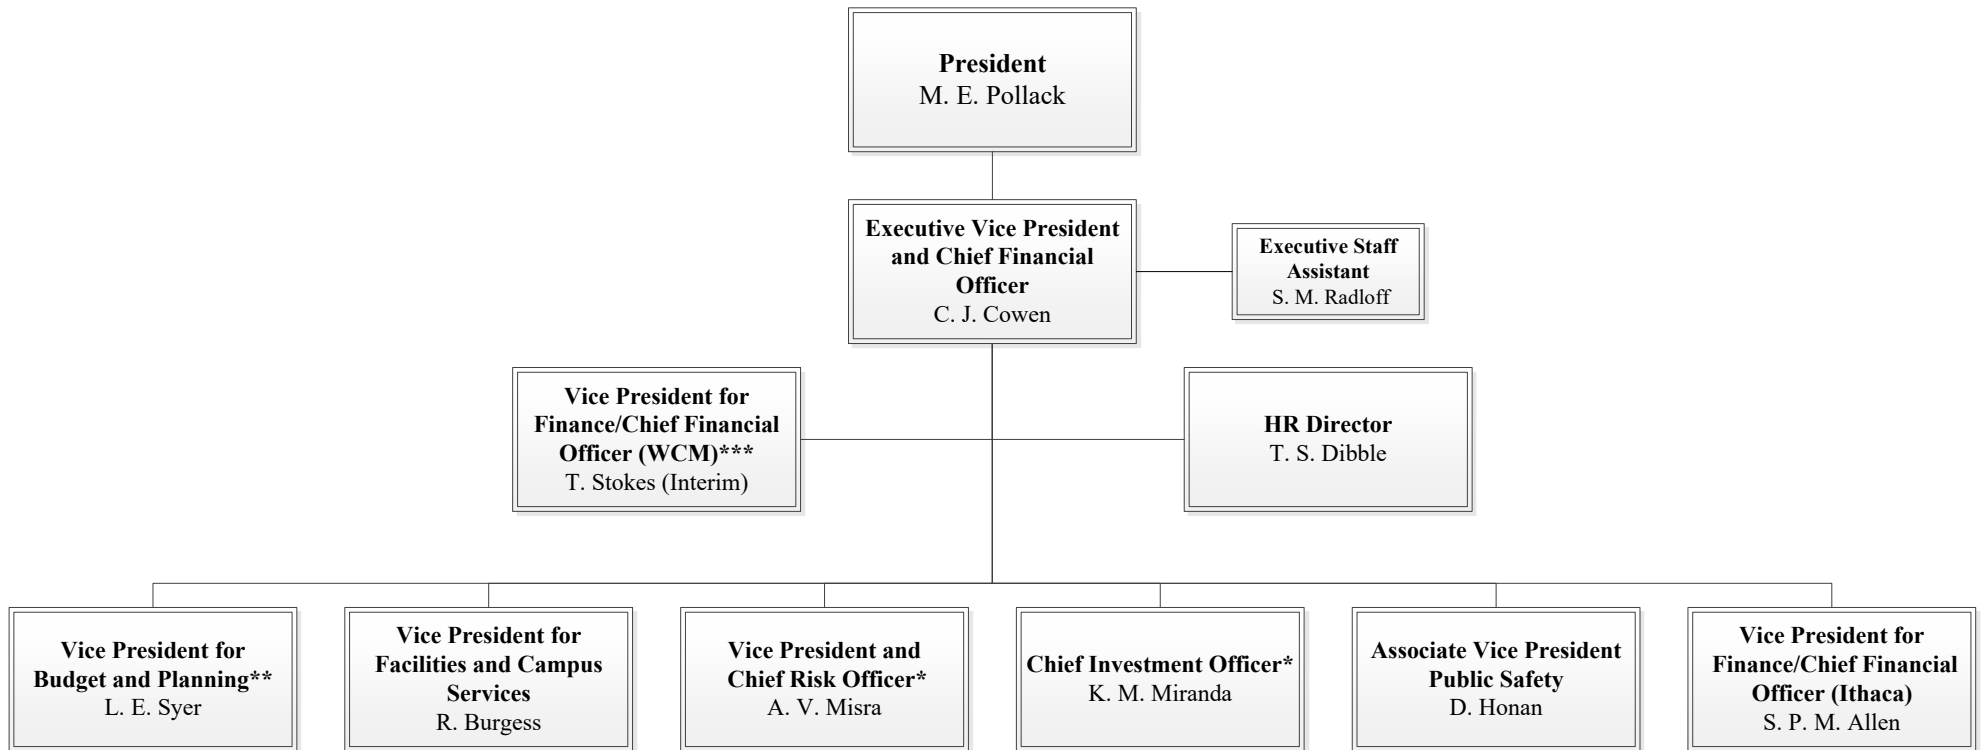 President
M. E. Pollack
Executive Vice President
and Chief Financial
Officer
C. J. Cowen
Executive Staff
Assistant
S. M. Radloff
Vice President for
Finance/Chief Financial
Officer (WCM)***
T. Stokes (Interim)
HR Director
T. S. Dibble
Vice President for
Budget and Planning**
L. E. Syer
Vice President for
Facilities and Campus
Services
R. Burgess
Vice President and
Chief Risk Officer*
A. V. Misra
Chief Investment Officer*
K. M. Miranda
Associate Vice President
Public Safety
D. Honan
Vice President for
Finance/Chief Financial
Officer (Ithaca)
S. P. M. Allen